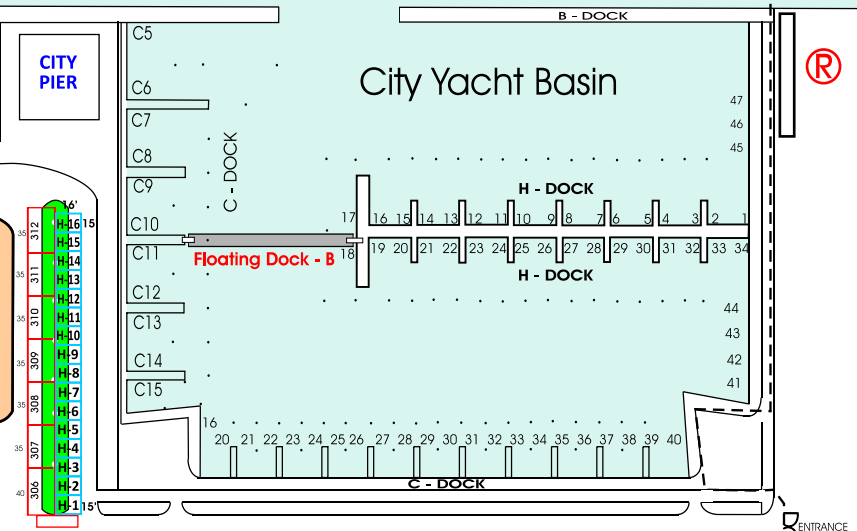 B - DOCK
CITY
PIER
C5
City Yacht Basin
®
C6
C7
47
46
45
C - DOCK
C8
C9
H - DOCK
16'
C10
17 16 15 14 13 12 11 10 9 8 7 6 5 4 3 2 1
C11
Floating Dock - B
18 19 20 21 22 23 24 25 26 27 28 29 30 31 32 33 34
H - DOCK
C12
C13
44
43
C14
C15
42
41
16
20 21 22 23 24 25 26 27 28 29 30 31 32 33 34 35 36 37 38 39 40
C - DOCK
ENTRANCE
35 312 H-16 15
H-15
35 311 H-14
H-13
H-12
35 310 H-11
H-10
35 309 H-9
H-8
35 308 H-7
H-6
H-5
35 307 H-4
H-3
40 306 H-2
H-1 15'